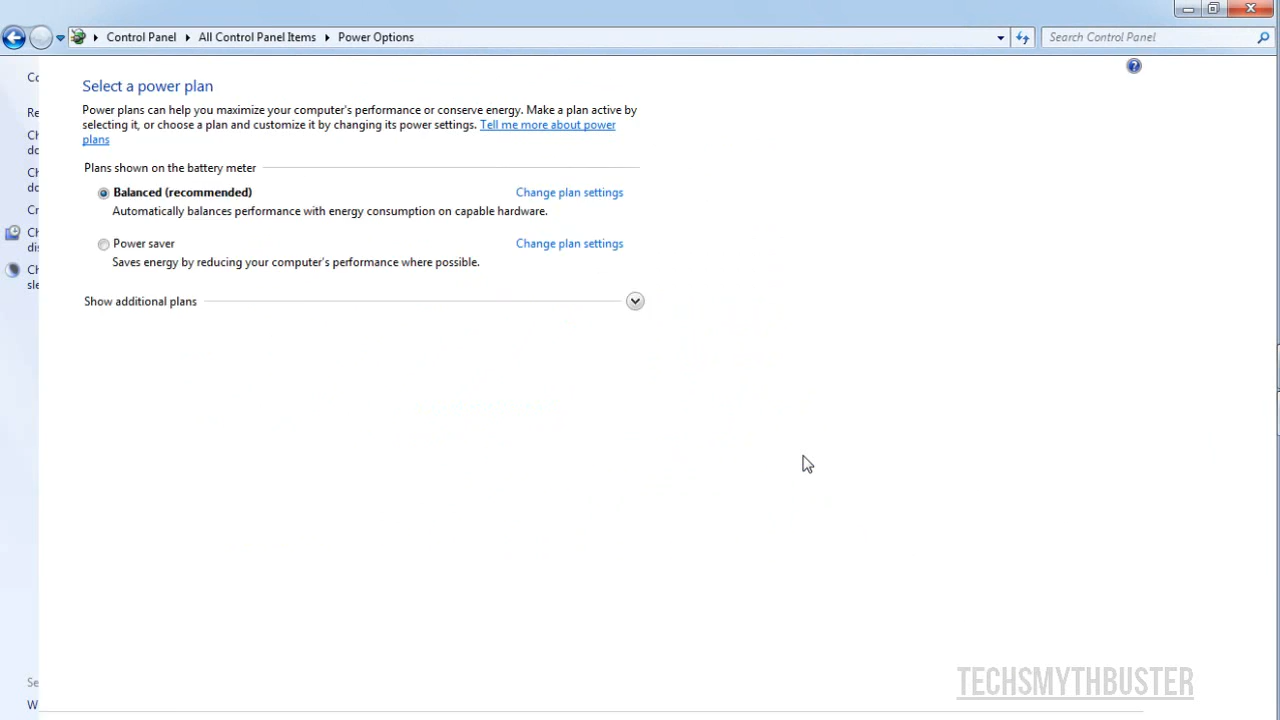 Control Panel All Control Panel Items Power Options
Search Control Panel
Select a power plan
Power plans can help you maximize your computer's performance or conserve energy. Make a plan active by
selecting it, or choose a plan and customize it by changing its power settings. Tell me more about power
plans
Plans shown on the battery meter
Balanced (recommended) Change plan settings
Automatically balances performance with energy consumption on capable hardware.
Power saver Change plan settings
Saves energy by reducing your computer's performance where possible.
Show additional plans
TECHSMYTHBUSTER